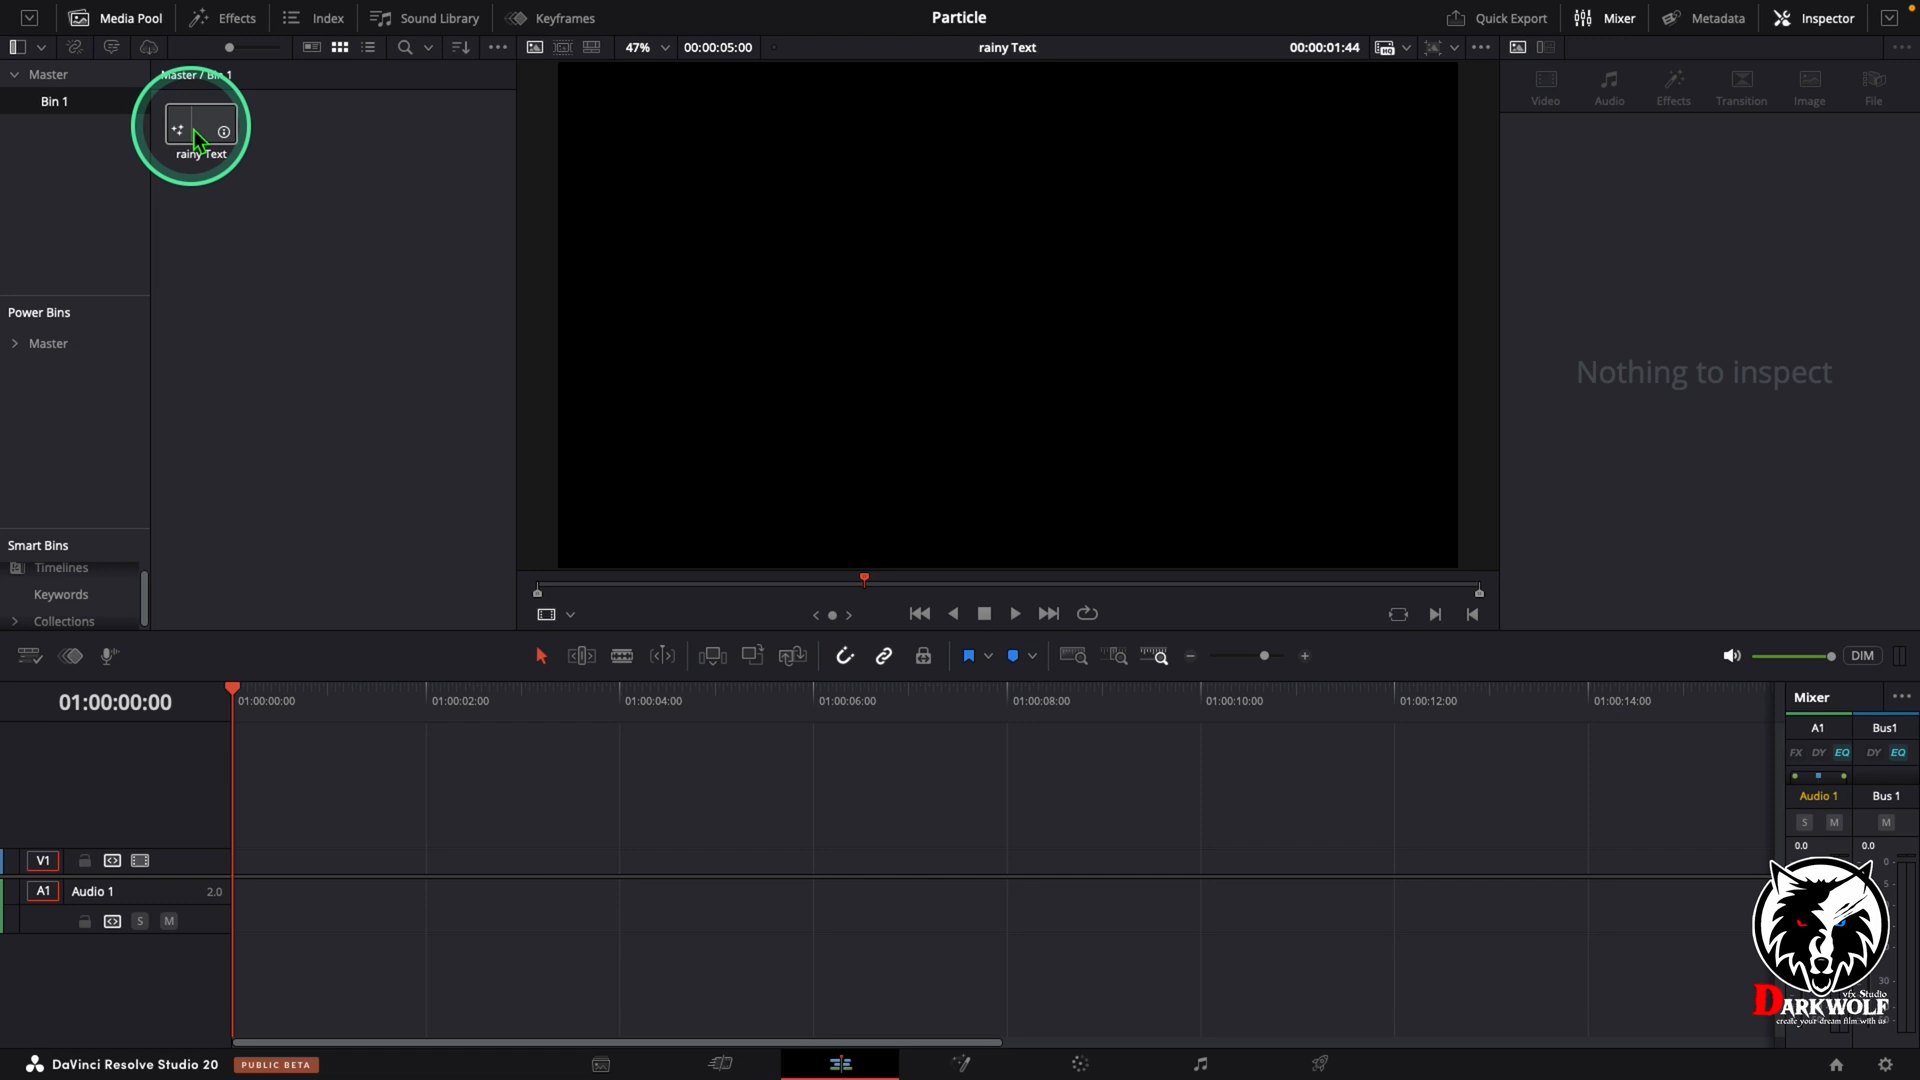 Media Pool Effects Index Sound Library Keyframes Particle Quick Export Mixer Metadata Inspector
47% 00:00:05:00 rainy Text 00:00:01:44
Master
Master / Bin 1
Bin 1
rainy Text
Video Audio Effects Transition Image File
Power Bins
Master
Nothing to inspect
Smart Bins
Timelines
Keywords
Collections
DIM
01:00:00:00
01:00:00:00 01:00:02:00 01:00:04:00 01:00:06:00 01:00:08:00 01:00:10:00 01:00:12:00 01:00:14:00
Mixer
A1 Bus1
FX DY EQ DY EQ
Audio 1 Bus 1
S M M
0.0 0.0
V1
A1 Audio 1 2.0
S M
0
5
30
vfx Studio
DARKWOLF
create your dream film with us
DaVinci Resolve Studio 20 PUBLIC BETA